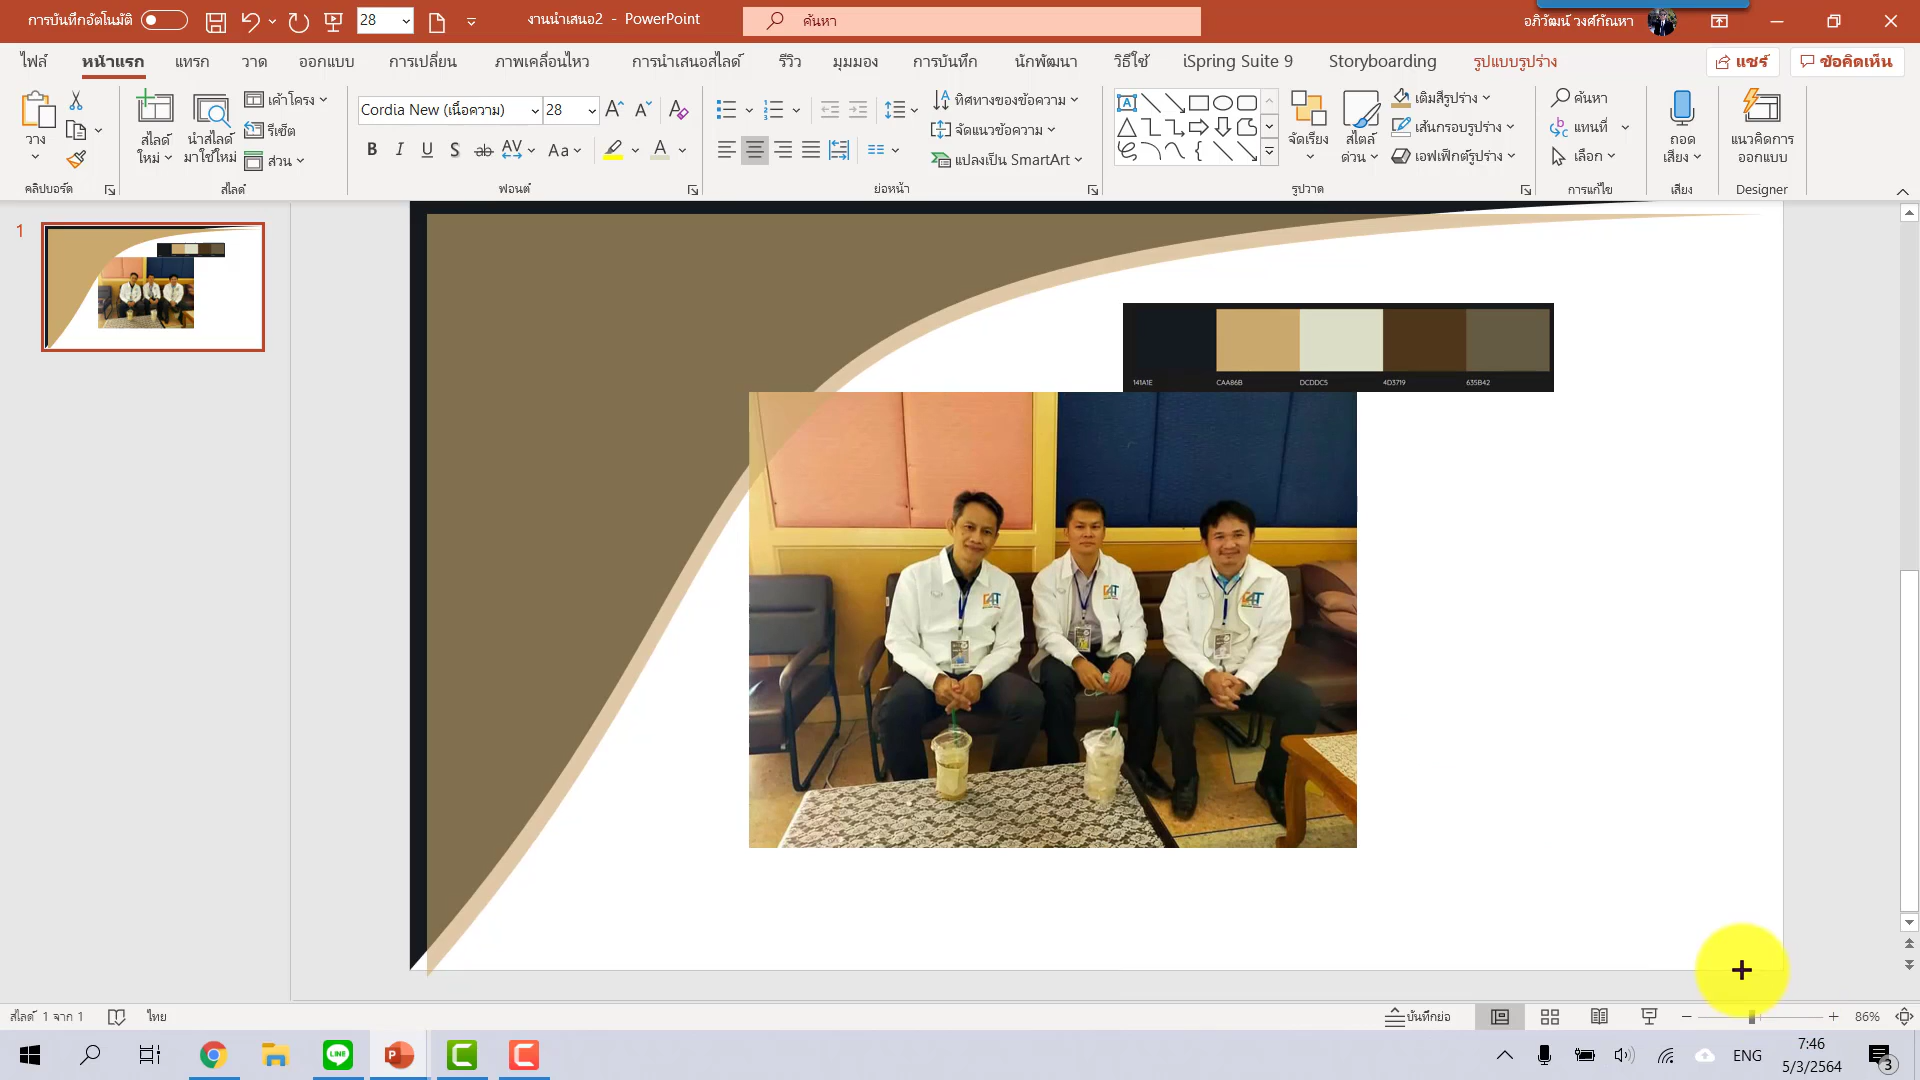 การบันทึกอัตโนมัติ
28
งานนำเสนอ2 - PowerPoint
ค้นหา
อภิวัฒน์ วงศ์กัณหา
ไฟล์ หน้าแรก แทรก วาด ออกแบบ การเปลี่ยน ภาพเคลื่อนไหว การนำเสนอสไลด์ รีวิว มุมมอง การบันทึก นักพัฒนา วิธีใช้ iSpring Suite 9 Storyboarding รูปแบบรูปร่าง แชร์ ข้อคิดเห็น
วาง
คลิปบอร์ด
สไลด์
ใหม่
นำสไลด์
มาใช้ใหม่
เค้าโครง
รีเซ็ต
ส่วน
สไลด์
Cordia New (เนื้อความ) 28
B I U S ab AV Aa A
ฟอนต์
ทิศทางของข้อความ
จัดแนวข้อความ
แปลงเป็น SmartArt
ย่อหน้า
จัดเรียง
สไตล์
ด่วน
เติมสีรูปร่าง
เส้นกรอบรูปร่าง
เอฟเฟ็กต์รูปร่าง
รูปวาด
ค้นหา
แทนที่
เลือก
การแก้ไข
ถอด
เสียง
เสียง
แนวคิดการ
ออกแบบ
Designer
1
141A1E CAA86B DCDDC5 4D3719 635B42
สไลด์ 1 จาก 1
ไทย
บันทึกย่อ
86%
LINE
ENG
7:46
5/3/2564
3